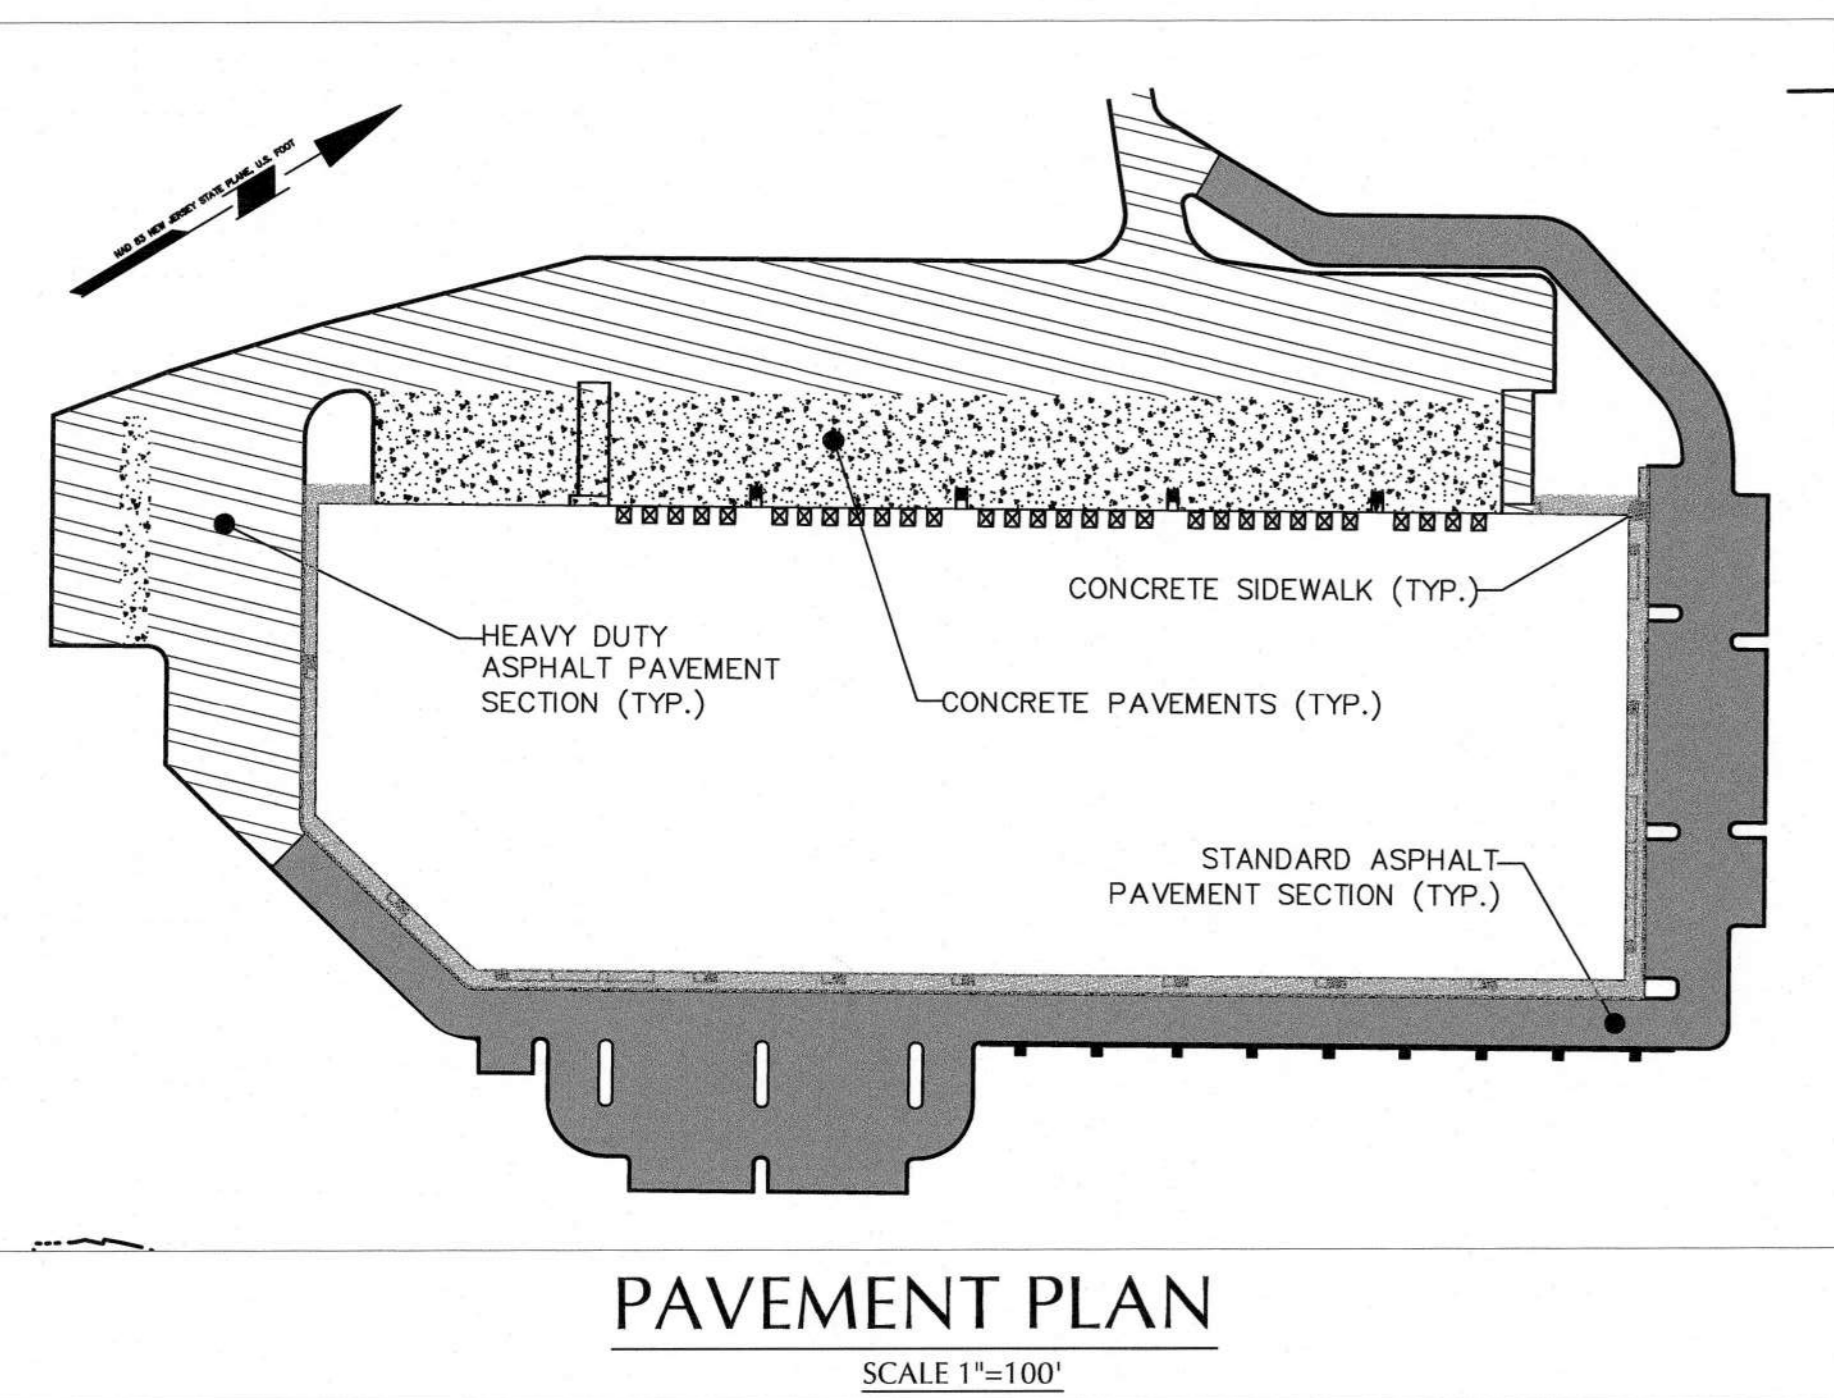 NAD 83 NEW JERSEY STATE PLANE, U.S. FOOT
CONCRETE SIDEWALK (TYP.)
HEAVY DUTY
ASPHALT PAVEMENT
SECTION (TYP.)
CONCRETE PAVEMENTS (TYP.)
STANDARD ASPHALT
PAVEMENT SECTION (TYP.)
PAVEMENT PLAN
SCALE 1"=100'